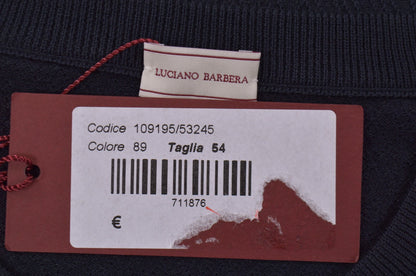 LUCIANO BARBERA
Codice 109195/53245
Colore 89 Taglia 54
711876
€